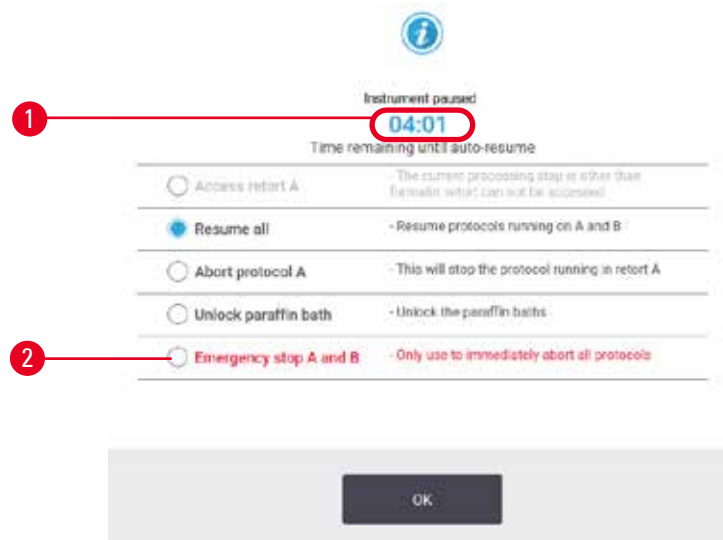 i
Instrument paused
1
04:01
Time remaining until auto-resume
Access retort A
- The current processing step is other than
formalin retort can not be accessed
Resume all
- Resume protocols running on A and B
Abort protocol A
- This will stop the protocol running in retort A
Unlock paraffin bath
- Unlock the paraffin baths
2
Emergency stop A and B
- Only use to immediately abort all protocols
OK